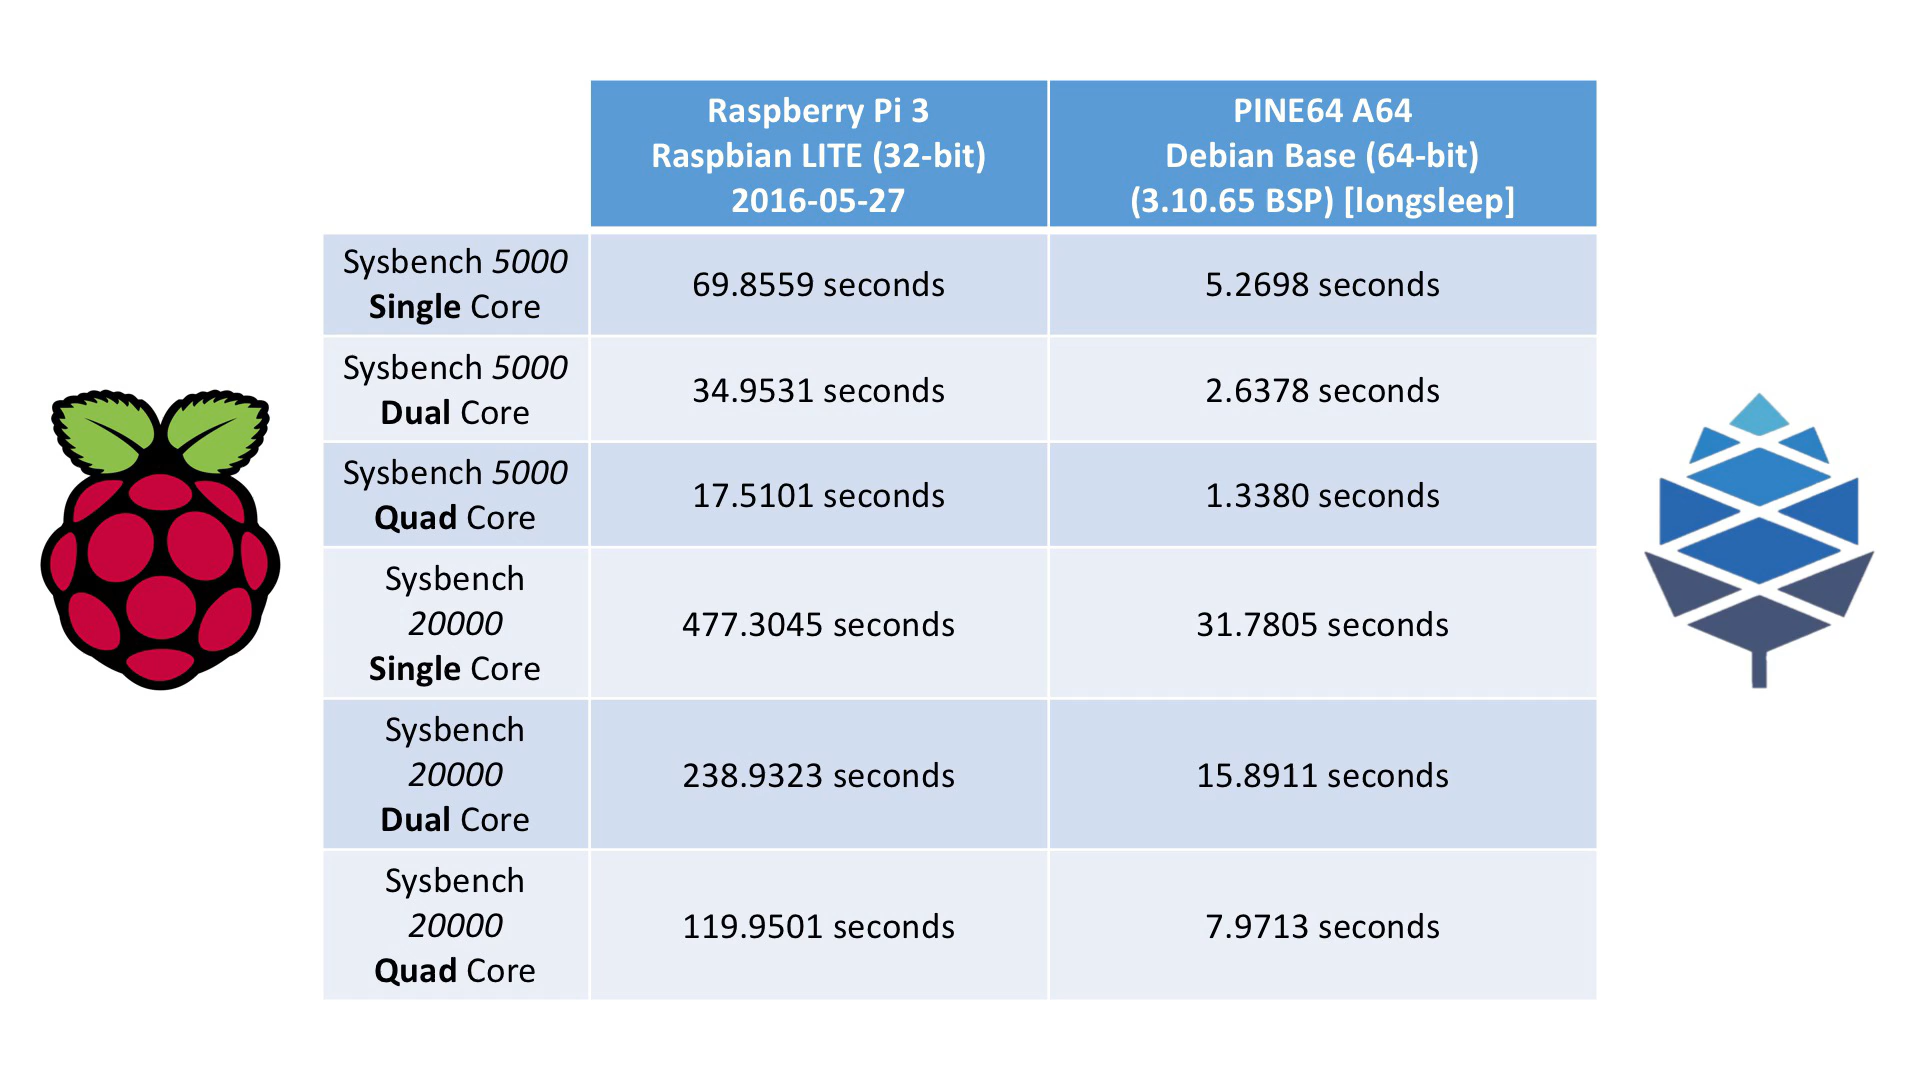 Raspberry Pi 3
Raspbian LITE (32-bit)
2016-05-27
PINE64 A64
Debian Base (64-bit)
(3.10.65 BSP) [longsleep]
Sysbench 5000
Single Core
69.8559 seconds
5.2698 seconds
Sysbench 5000
Dual Core
34.9531 seconds
2.6378 seconds
Sysbench 5000
Quad Core
17.5101 seconds
1.3380 seconds
Sysbench
20000
Single Core
477.3045 seconds
31.7805 seconds
Sysbench
20000
Dual Core
238.9323 seconds
15.8911 seconds
Sysbench
20000
Quad Core
119.9501 seconds
7.9713 seconds